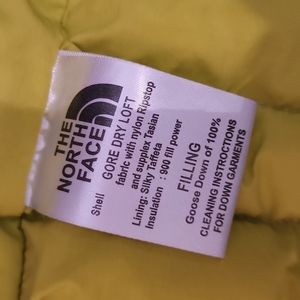 THE
NORTH
FACE
Shell
GORE DRY LOFT
fabric with nylon Ripstop
and supplex Taslan
Lining: Silky Taffeta
Insulation : 900 fill power
FILLING
Goose Down of 100%
CLEANING INSTRUCTIONS
FOR DOWN GARMENTS